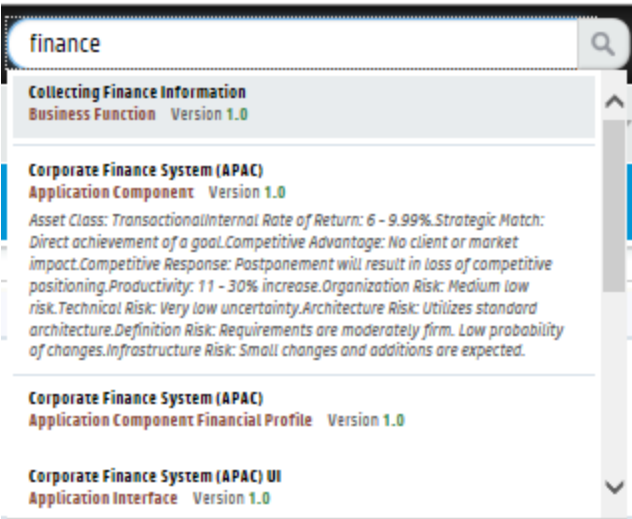 finance
Collecting Finance Information
Business Function Version 1.0
Corporate Finance System (APAC)
Application Component Version 1.0
Asset Class: TransactionalInternal Rate of Return: 6 - 9.99%.Strategic Match:
Direct achievement of a goal.Competitive Advantage: No client or market
impact.Competitive Response: Postponement will result in loss of competitive
positioning.Productivity: 11 - 30% increase.Organization Risk: Medium low
risk.Technical Risk: Very low uncertainty.Architecture Risk: Utilizes standard
architecture.Definition Risk: Requirements are moderately firm. Low probability
of changes.Infrastructure Risk: Small changes and additions are expected.
Corporate Finance System (APAC)
Application Component Financial Profile Version 1.0
Corporate Finance System (APAC) UI
Application Interface Version 1.0